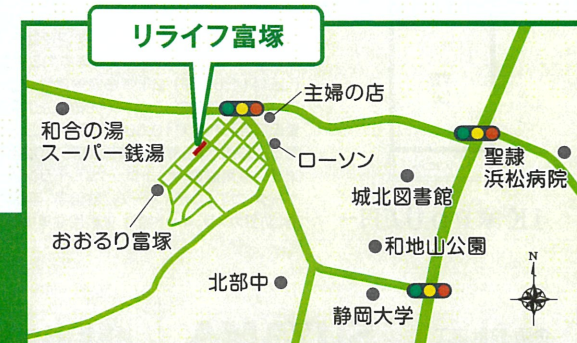 リライフ富塚
主婦の店
和合の湯
スーパー銭湯
ローソン
聖隷
浜松病院
城北図書館
おおるり富塚
和地山公園
北部中
静岡大学
N